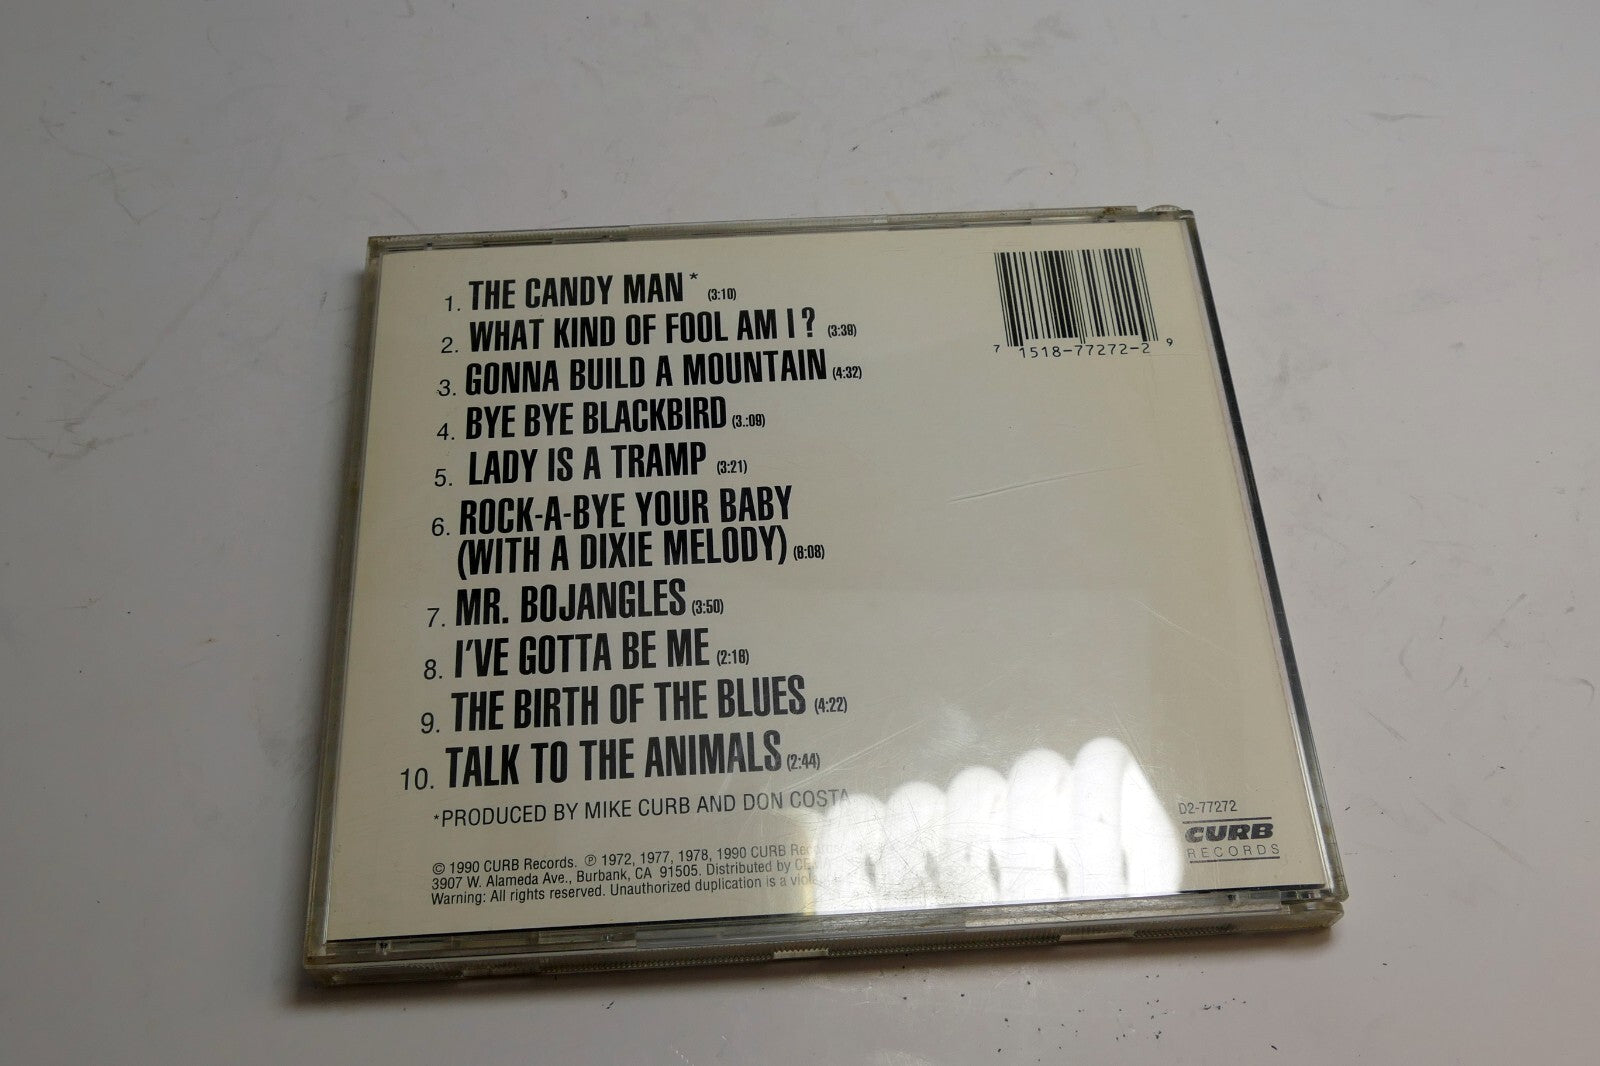 1. THE CANDY MAN* (3:10)
2. WHAT KIND OF FOOL AM I? (3:39)
3. GONNA BUILD A MOUNTAIN (4:32)
4. BYE BYE BLACKBIRD (3.:09)
5. LADY IS A TRAMP (3:21)
6. ROCK-A-BYE YOUR BABY
(WITH A DIXIE MELODY) (6:08)
7. MR. BOJANGLES (3:50)
8. I'VE GOTTA BE ME (2:18)
9. THE BIRTH OF THE BLUES (4:22)
10. TALK TO THE ANIMALS (2:44)
*PRODUCED BY MIKE CURB AND DON COSTA
© 1990 CURB Records. ℗ 1972, 1977, 1978, 1990 CURB
3907 W. Alameda Ave., Burbank, CA 91505. Distributed by
Warning: All rights reserved. Unauthorized duplication is a
7 1518-77272-2 9
D2-77272
CURB
RECORDS